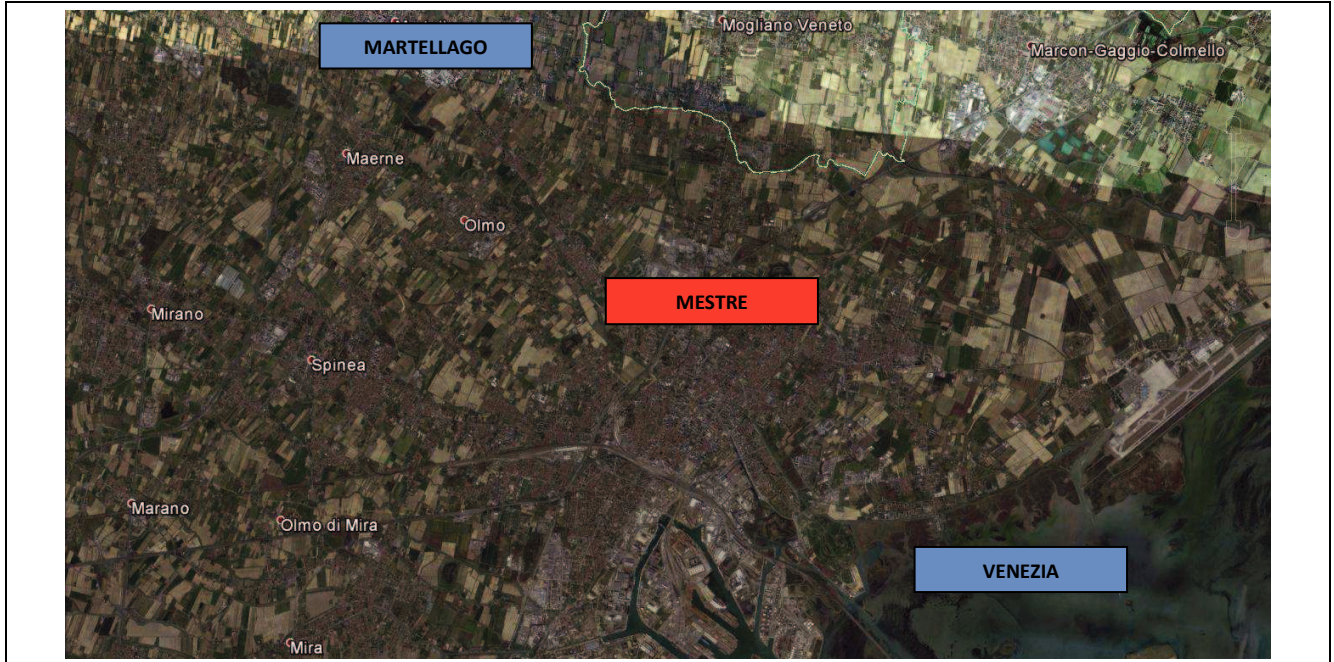 Mogliano Veneto
MARTELLAGO
Marcon-Gaggio-Colmello
Maerne
Olmo
MESTRE
Mirano
Spinea
Marano
Olmo di Mira
VENEZIA
Mira